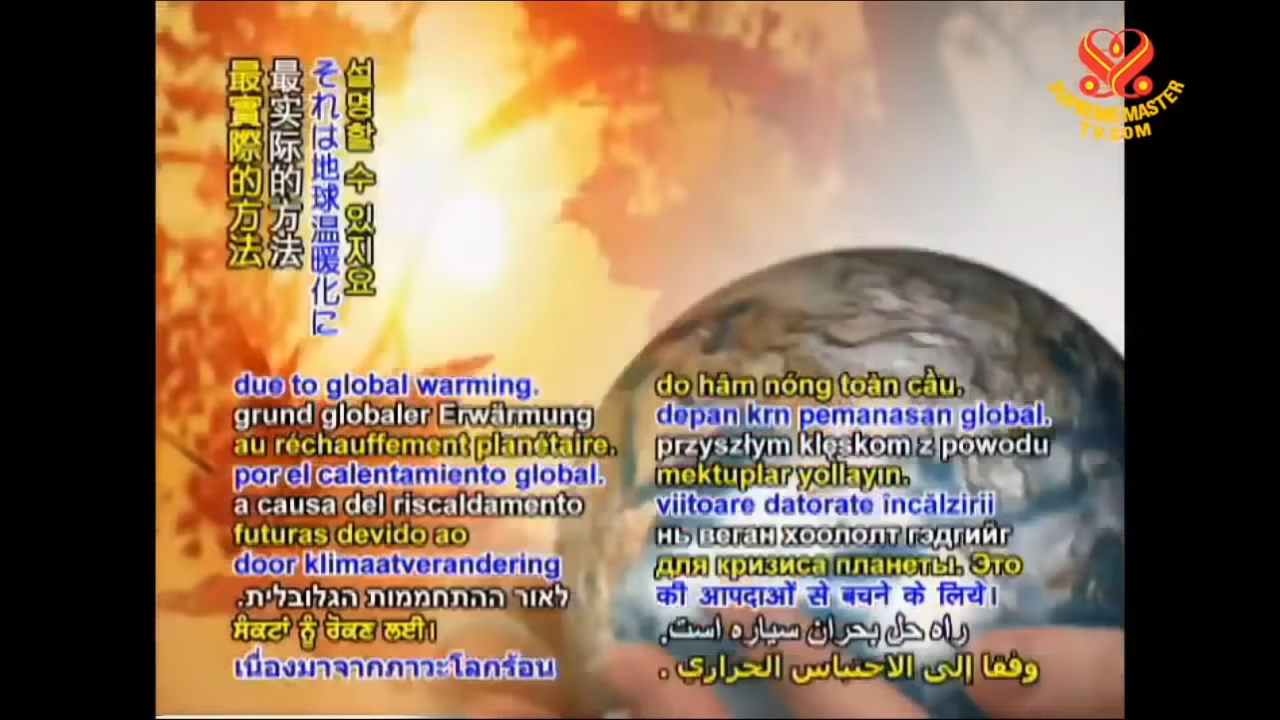 설명할 수 있지요
それは地球温暖化に
最实际的方法
最實際的方法
due to global warming.
grund globaler Erwärmung
au réchauffement planétaire.
por el calentamiento global.
a causa del riscaldamento
futuras devido ao
door klimaatverandering
לאור ההתחממות הגלובלית.
ਸੰਕਟਾਂ ਨੂੰ ਰੋਕਣ ਲਈ।
เนื่องมาจากภาวะโลกร้อน
do hâm nóng toàn cầu.
depan krn pemanasan global.
przyszłym klęskom z powodu
mektuplar yollayın.
viitoare datorate încălzirii
нь веган хоололт гэдгийг
для кризиса планеты. Это
की आपदाओं से बचने के लिये।
راه حل بحران سیاره است.
وفقا إلى الاحتباس الحراري .
SUPREME MASTER
TV.COM